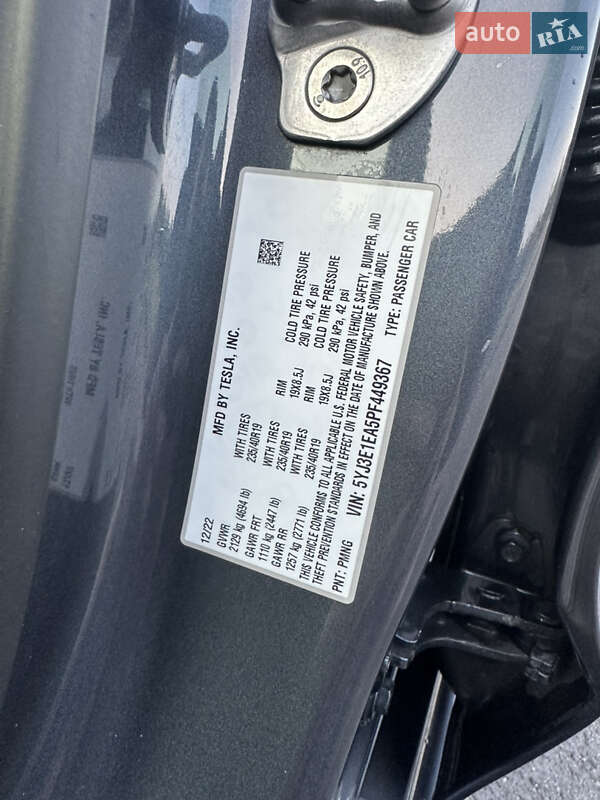 auto RIA.com
10.9
MFD BY TESLA, INC.
12/22
GVWR
2129 kg (4694 lb)
GAWR FRT WITH TIRES RIM COLD TIRE PRESSURE
1110 kg (2447 lb) 235/40R19 19X8.5J 290 kPa, 42 psi
GAWR RR WITH TIRES RIM COLD TIRE PRESSURE
1257 kg (2771 lb) 235/40R19 19X8.5J 290 kPa, 42 psi
THIS VEHICLE CONFORMS TO ALL APPLICABLE U.S. FEDERAL MOTOR VEHICLE SAFETY, BUMPER, AND
THEFT PREVENTION STANDARDS IN EFFECT ON THE DATE OF MANUFACTURE SHOWN ABOVE.
PNT: PMNG VIN: 5YJ3E1EA5PF449367 TYPE: PASSENGER CAR